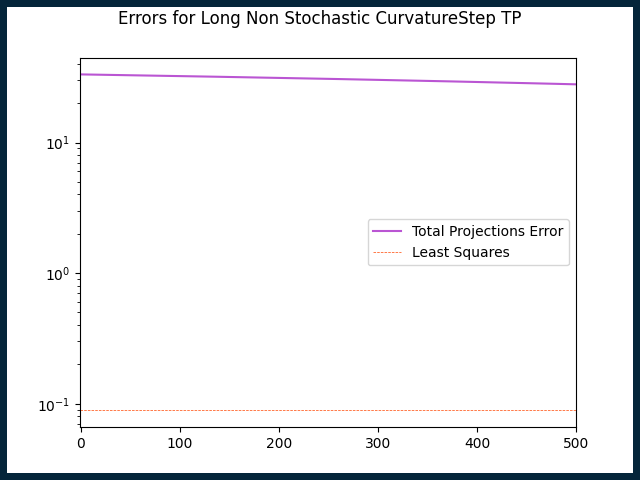 Errors for Long Non Stochastic CurvatureStep TP
10¹
10⁰
10⁻¹
Total Projections Error
Least Squares
0 100 200 300 400 500